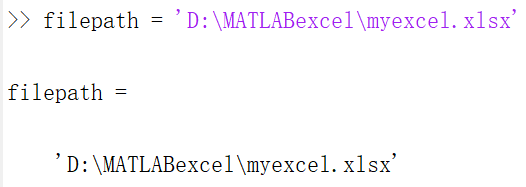 >> filepath = 'D:\MATLABexcel\myexcel.xlsx'
filepath =
'D:\MATLABexcel\myexcel.xlsx'